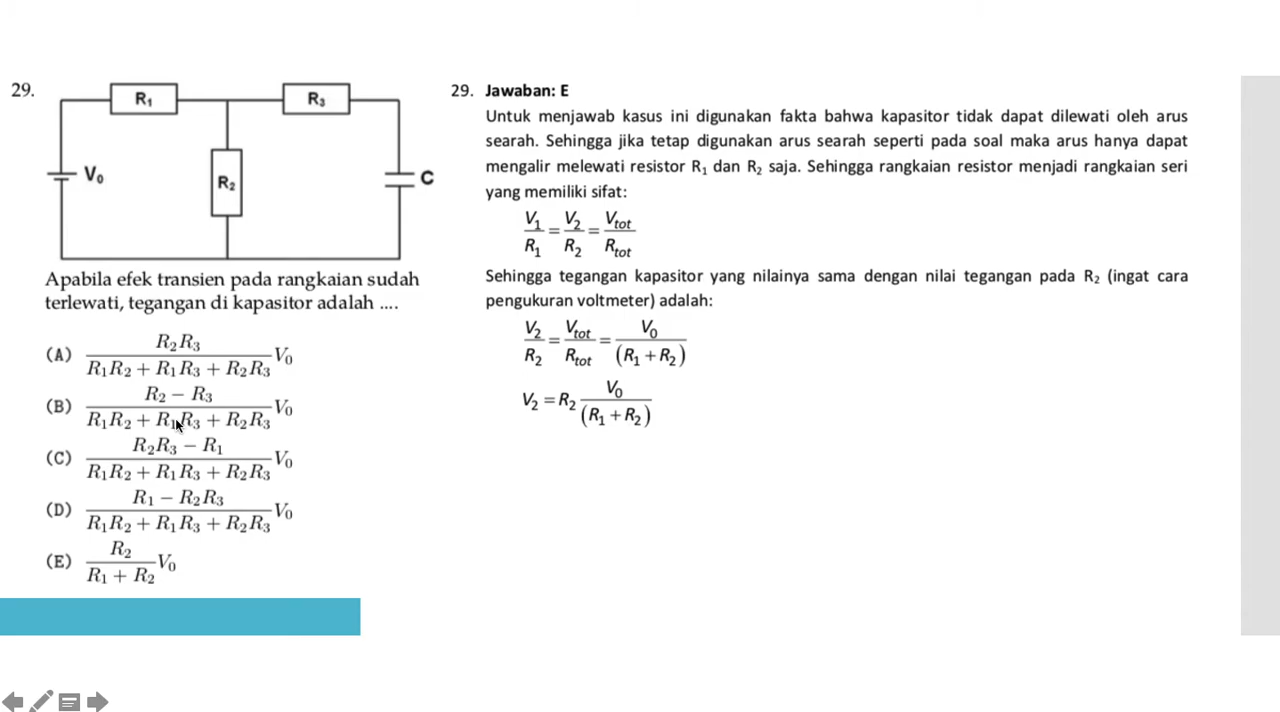 29.
R₁
R₃
V₀
R₂
C
Apabila efek transien pada rangkaian sudah
terlewati, tegangan di kapasitor adalah ....
(A) R₂R₃ / (R₁R₂ + R₁R₃ + R₂R₃) V₀
(B) R₂ − R₃ / (R₁R₂ + R₁R₃ + R₂R₃) V₀
(C) R₂R₃ − R₁ / (R₁R₂ + R₁R₃ + R₂R₃) V₀
(D) R₁ − R₂R₃ / (R₁R₂ + R₁R₃ + R₂R₃) V₀
(E) R₂ / (R₁ + R₂) V₀
29. Jawaban: E
Untuk menjawab kasus ini digunakan fakta bahwa kapasitor tidak dapat dilewati oleh arus
searah. Sehingga jika tetap digunakan arus searah seperti pada soal maka arus hanya dapat
mengalir melewati resistor R₁ dan R₂ saja. Sehingga rangkaian resistor menjadi rangkaian seri
yang memiliki sifat:
V₁/R₁ = V₂/R₂ = Vtot/Rtot
Sehingga tegangan kapasitor yang nilainya sama dengan nilai tegangan pada R₂ (ingat cara
pengukuran voltmeter) adalah:
V₂/R₂ = Vtot/Rtot = V₀/(R₁ + R₂)
V₂ = R₂ V₀/(R₁ + R₂)